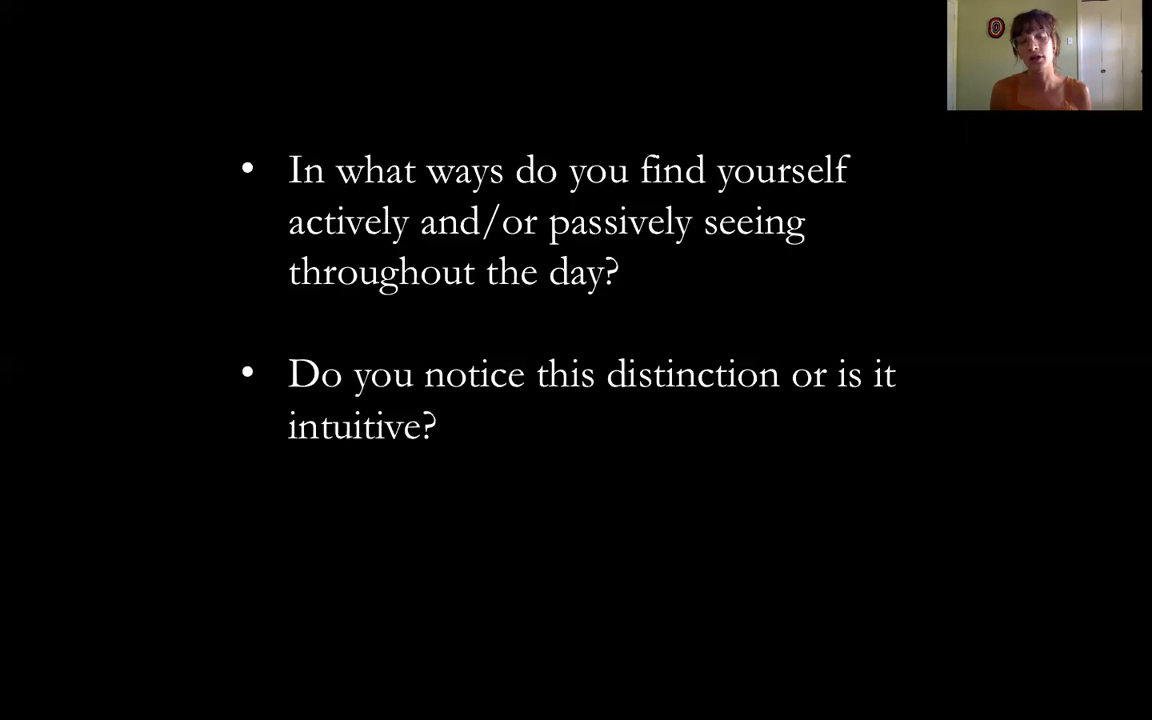 • In what ways do you find yourself
actively and/or passively seeing
throughout the day?
• Do you notice this distinction or is it
intuitive?